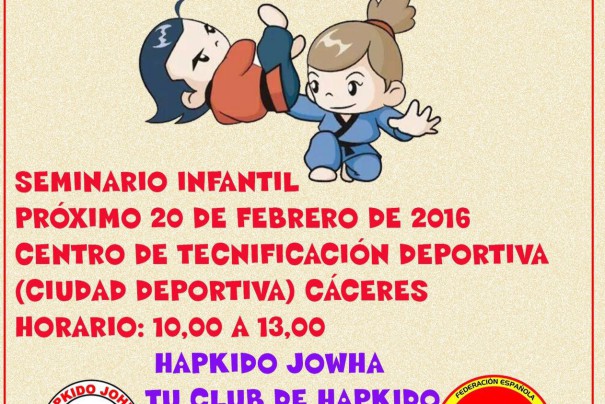 SEMINARIO INFANTIL
PRÓXIMO 20 DE FEBRERO DE 2016
CENTRO DE TECNIFICACIÓN DEPORTIVA
(CIUDAD DEPORTIVA) CÁCERES
HORARIO: 10,00 A 13,00
HAPKIDO JOWHA
TU CLUB DE HAPKIDO
FEDERACIÓN ESPAÑOLA